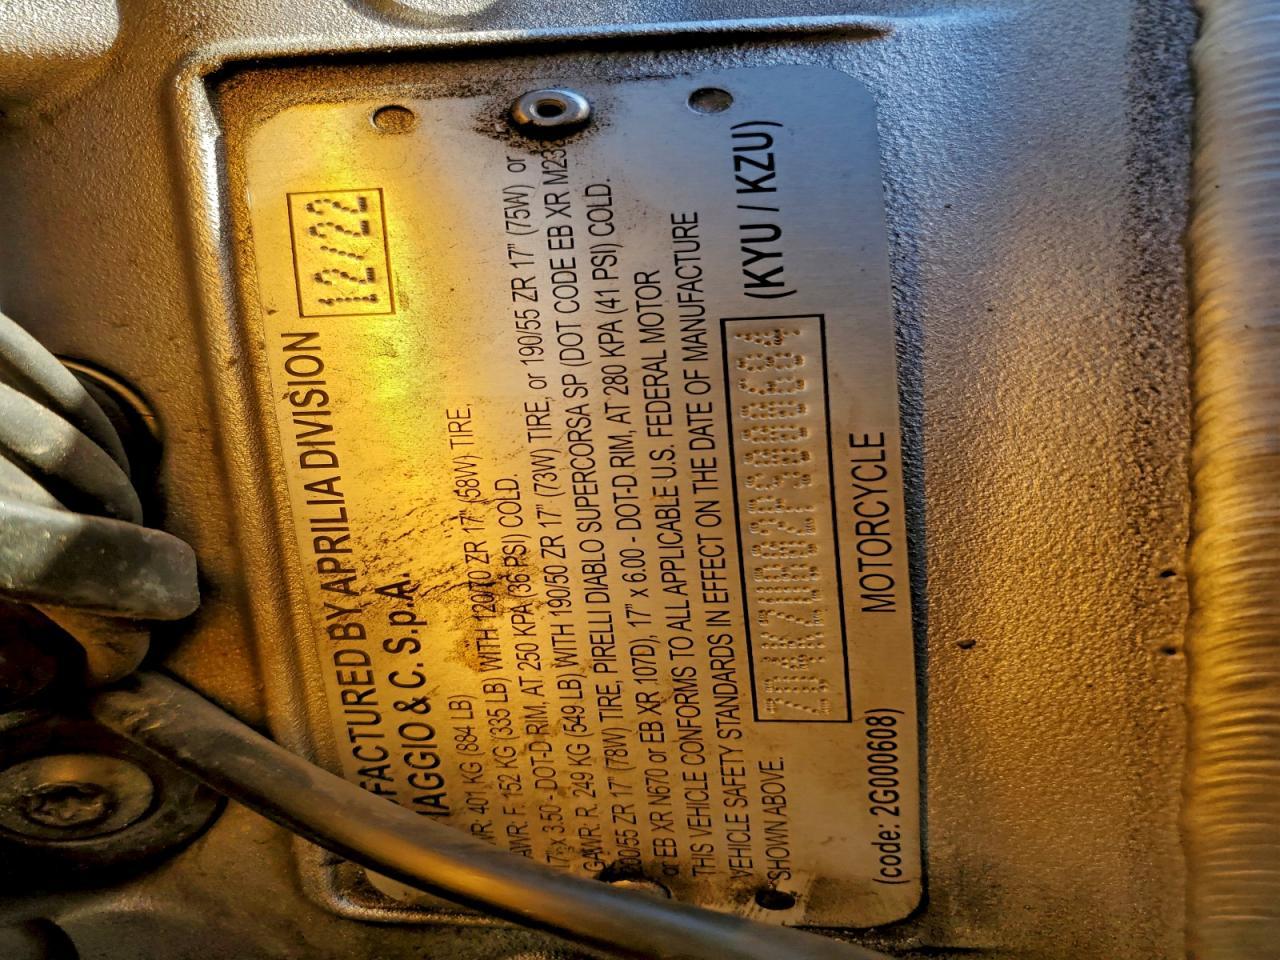 FACTURED BY APRILIA DIVISION
IAGGIO & C. S.p.A.
12/22
WR: 401 KG (884 LB)
AWR: F. 152 KG (335 LB) WITH 120/70 ZR 17" (58W) TIRE,
17" x 3.50 - DOT-D RIM, AT 250 KPA (36 PSI) COLD.
GAWR: R. 249 KG (549 LB) WITH 190/50 ZR 17" (73W) TIRE, or 190/55 ZR 17" (75W) or
200/55 ZR 17" (78W) TIRE, PIRELLI DIABLO SUPERCORSA SP (DOT CODE EB XR
or EB XR N670 or EB XR 107D), 17" x 6.00 - DOT-D RIM, AT 280 KPA (41 PSI) COLD.
THIS VEHICLE CONFORMS TO ALL APPLICABLE U.S. FEDERAL MOTOR
VEHICLE SAFETY STANDARDS IN EFFECT ON THE DATE OF MANUFACTURE
SHOWN ABOVE.
(KYU / KZU)
(code: 2G000608) MOTORCYCLE